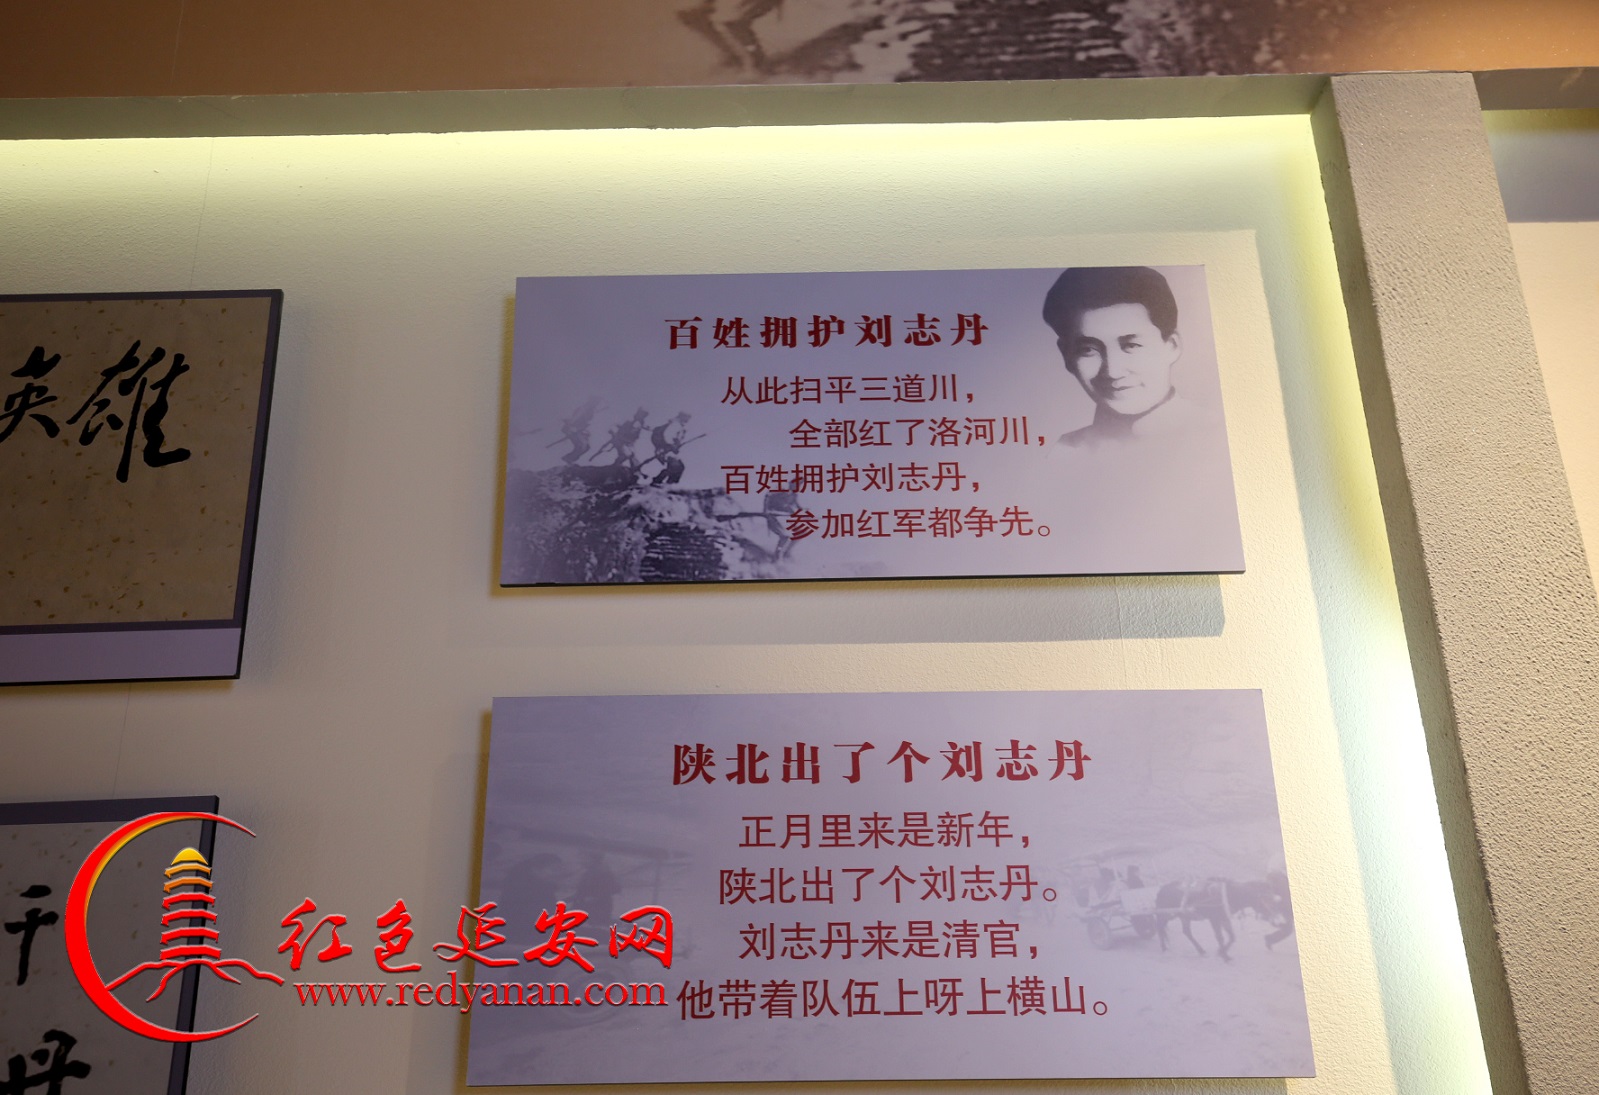 英雄
百姓拥护刘志丹
从此扫平三道川，
全部红了洛河川，
百姓拥护刘志丹，
参加红军都争先。
陕北出了个刘志丹
正月里来是新年，
陕北出了个刘志丹。
刘志丹来是清官，
他带着队伍上呀上横山。
干
丹
红色延安网
www.redyanan.com